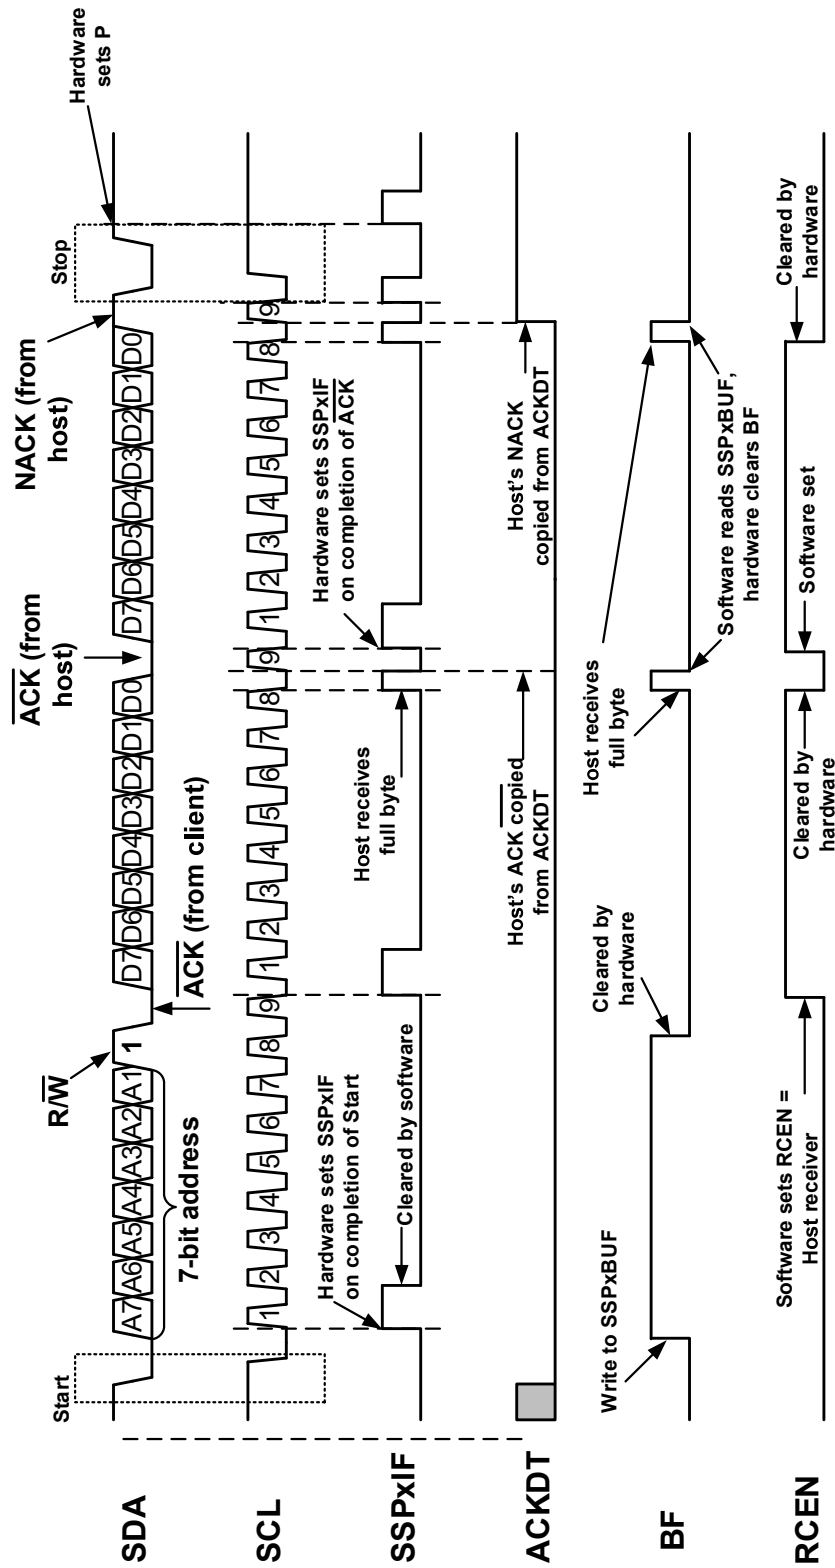 Start
R/W
ACK (from
host)
NACK (from
host)
Stop
Hardware
sets P
SDA
A7 A6 A5 A4 A3 A2 A1 1 D7 D6 D5 D4 D3 D2 D1 D0 D7 D6 D5 D4 D3 D2 D1 D0
7-bit address
ACK (from client)
SCL
1 2 3 4 5 6 7 8 9 1 2 3 4 5 6 7 8 9 1 2 3 4 5 6 7 8 9
Hardware sets SSPxIF
on completion of Start
Cleared by software
Host receives
full byte
Hardware sets SSPxIF
on completion of ACK
SSPxIF
Host's ACK copied
from ACKDT
Host's NACK
copied from ACKDT
ACKDT
Write to SSPxBUF
Cleared by
hardware
Host receives
full byte
BF
Software reads SSPxBUF,
hardware clears BF
Software sets RCEN =
Host receiver
Cleared by
hardware
Software set
Cleared by
hardware
RCEN